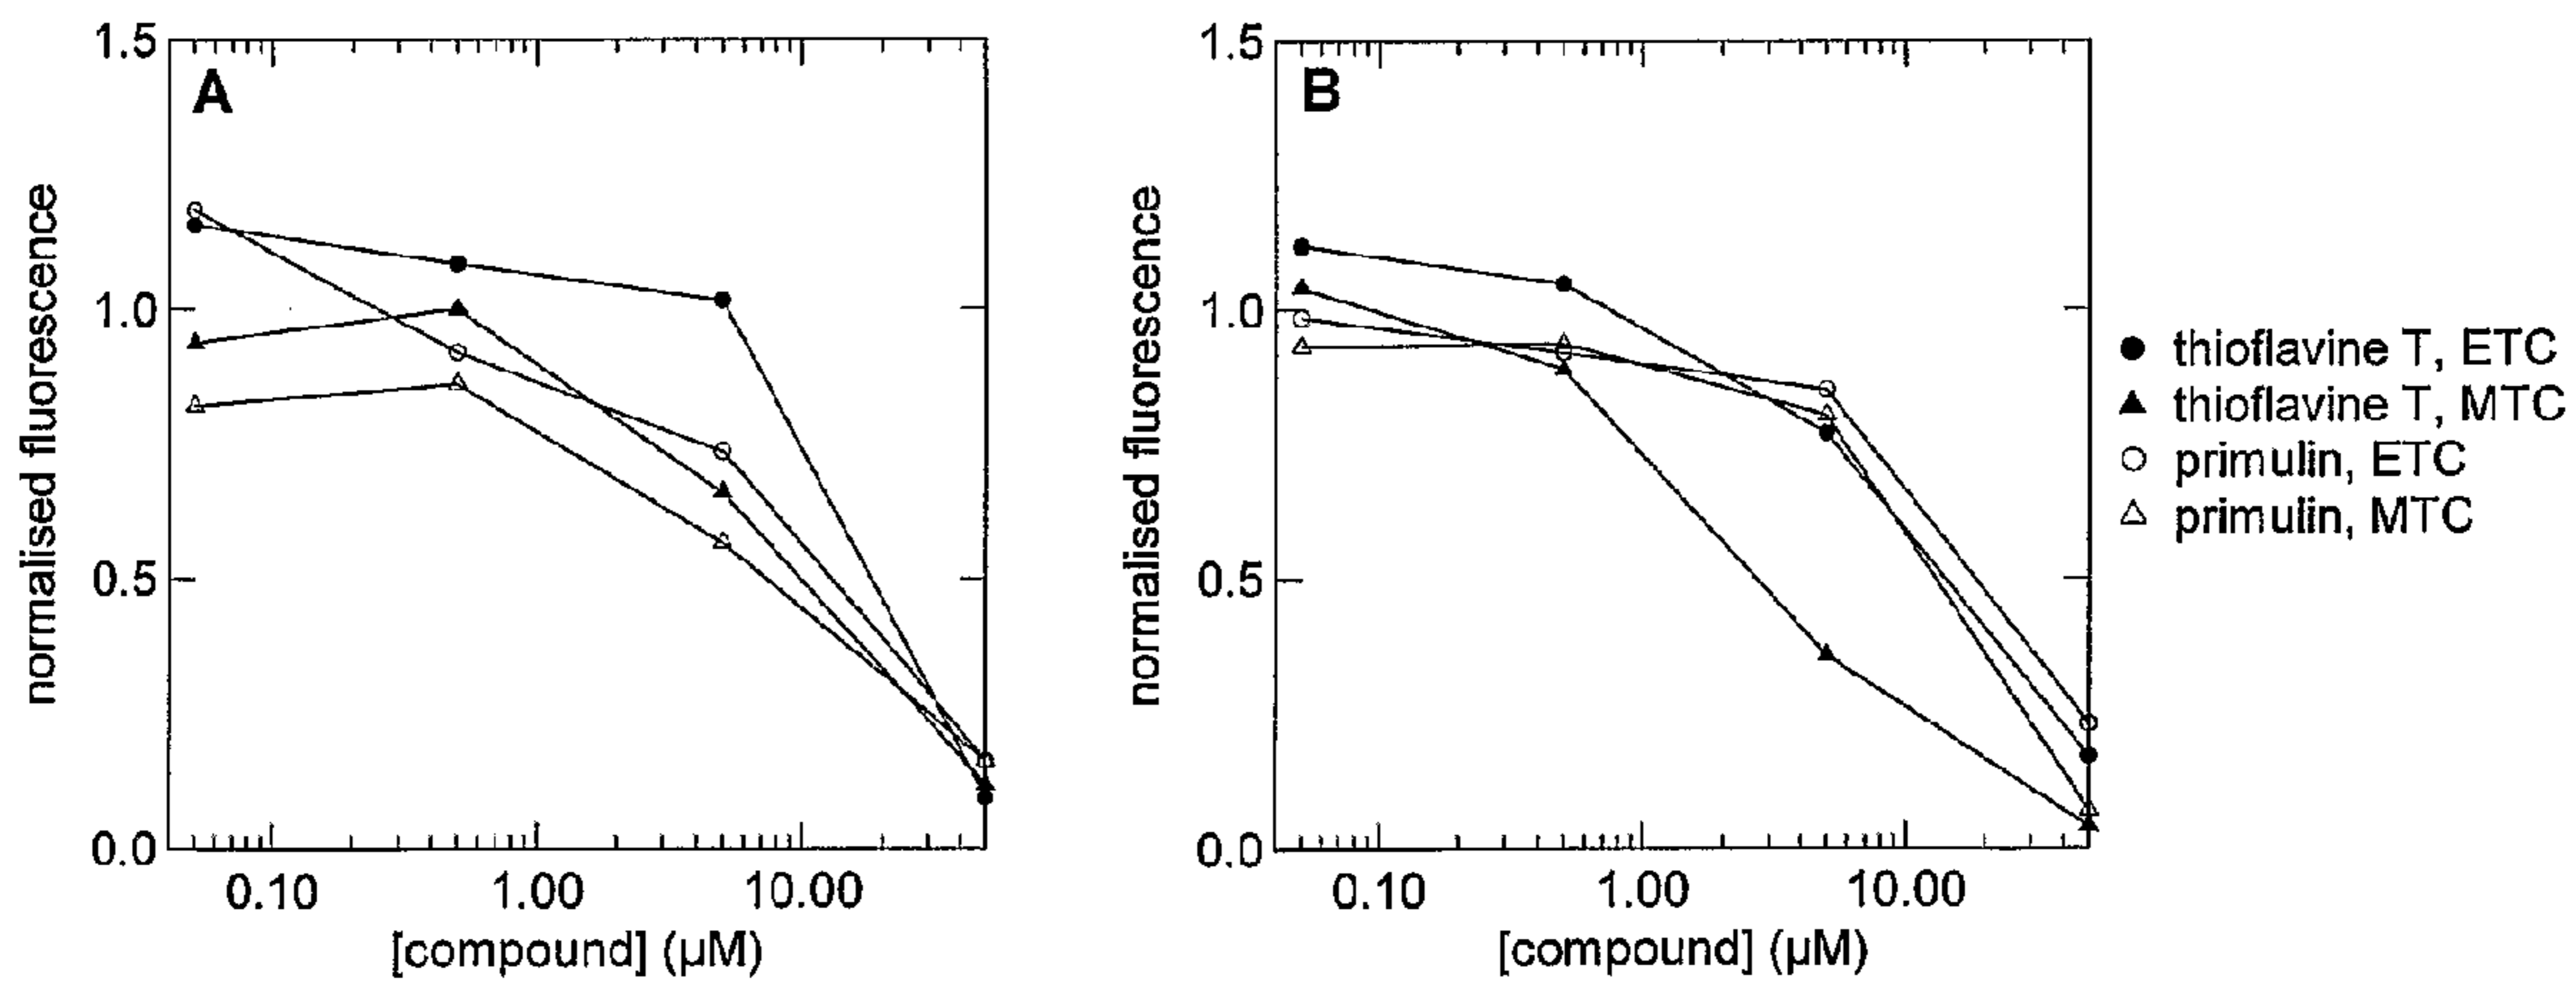 A
normalised fluorescence
1.5
1.0
0.5
0.0
0.10 1.00 10.00
[compound] (µM)
B
normalised fluorescence
1.5
1.0
0.5
0.0
0.10 1.00 10.00
[compound] (µM)
thioflavine T, ETC
thioflavine T, MTC
primulin, ETC
primulin, MTC